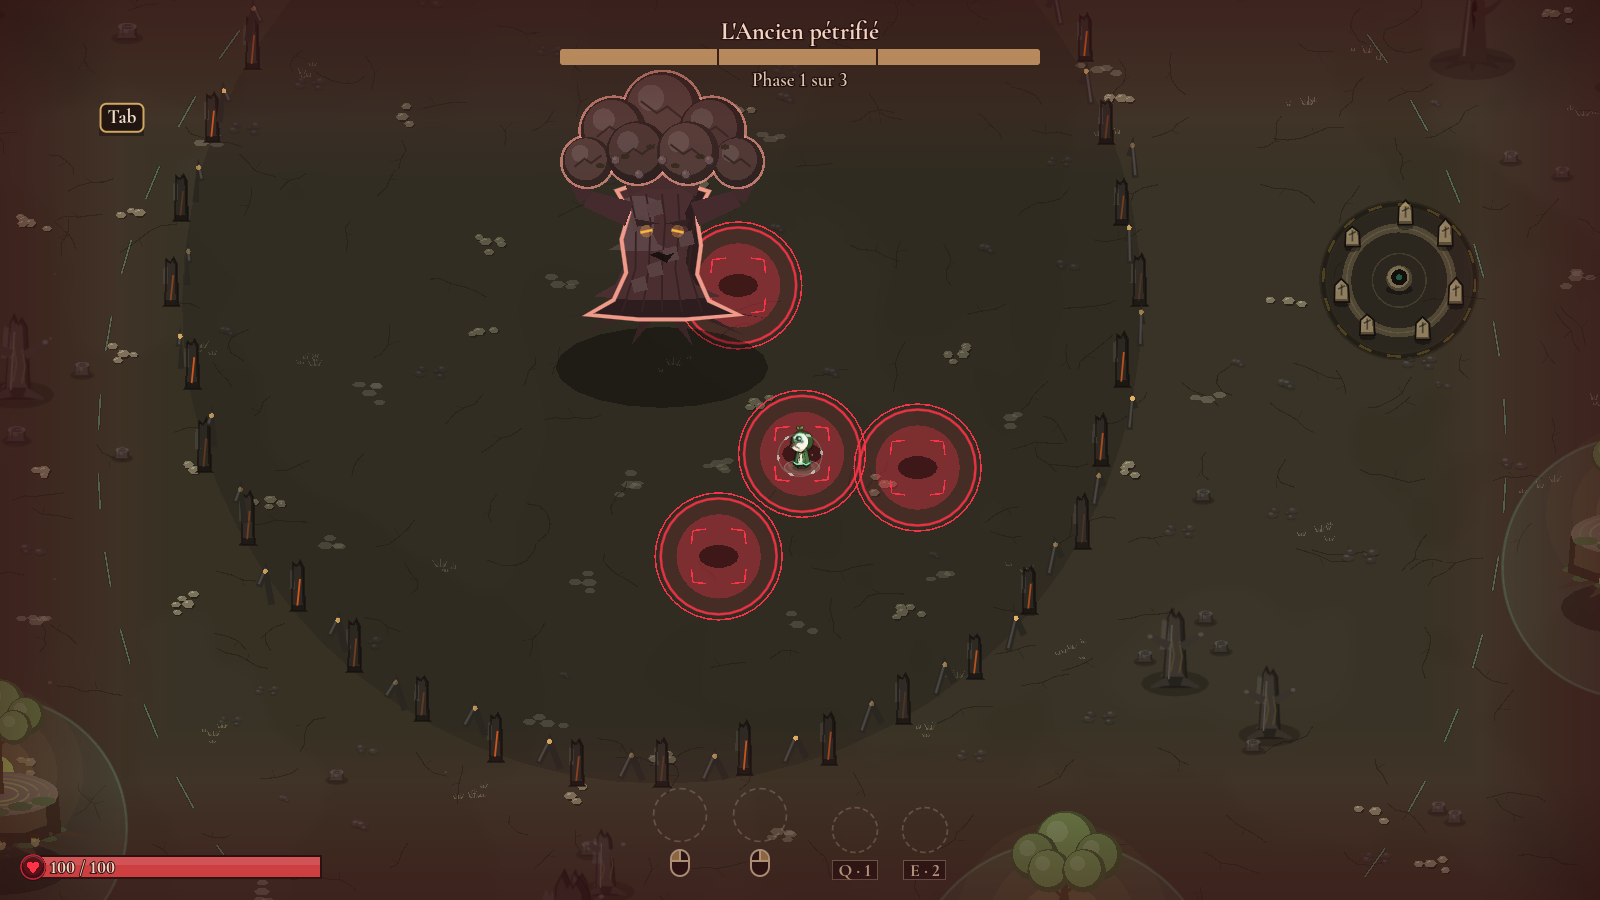 L'Ancien pétrifié
Phase 1 sur 3
Tab
100 / 100
Q · 1
E · 2